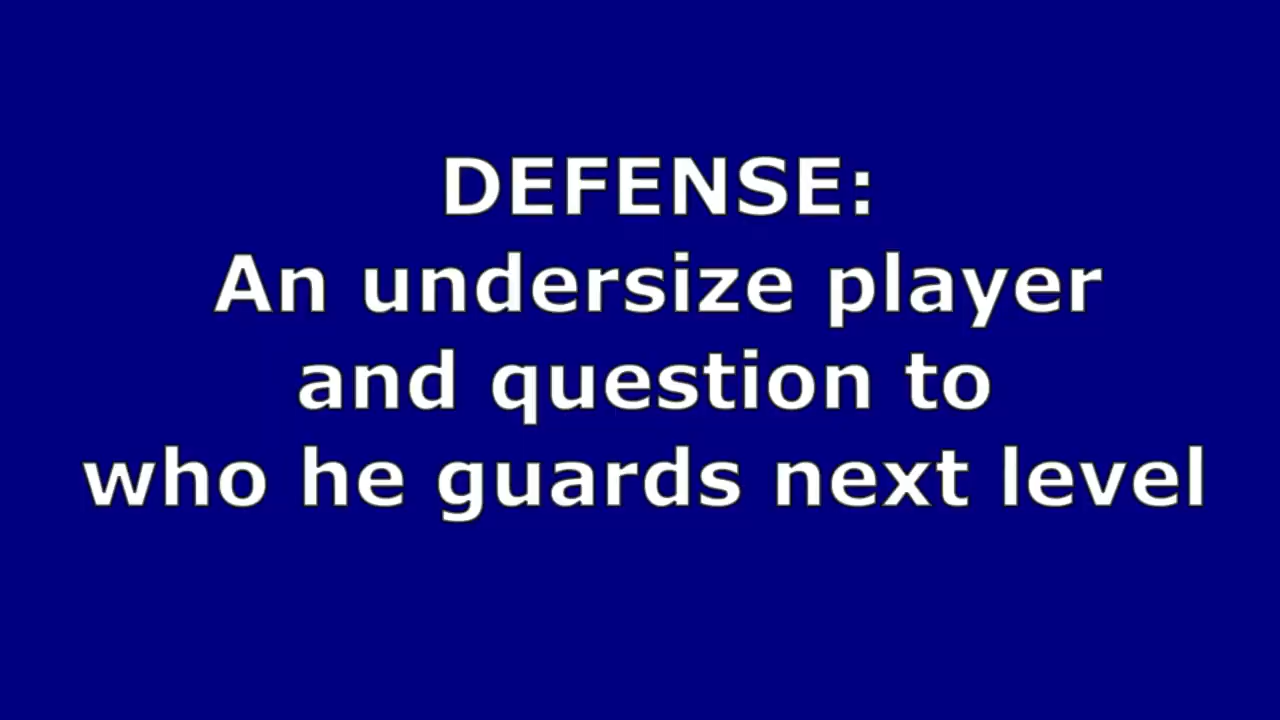 DEFENSE:
An undersize player
and question to
who he guards next level